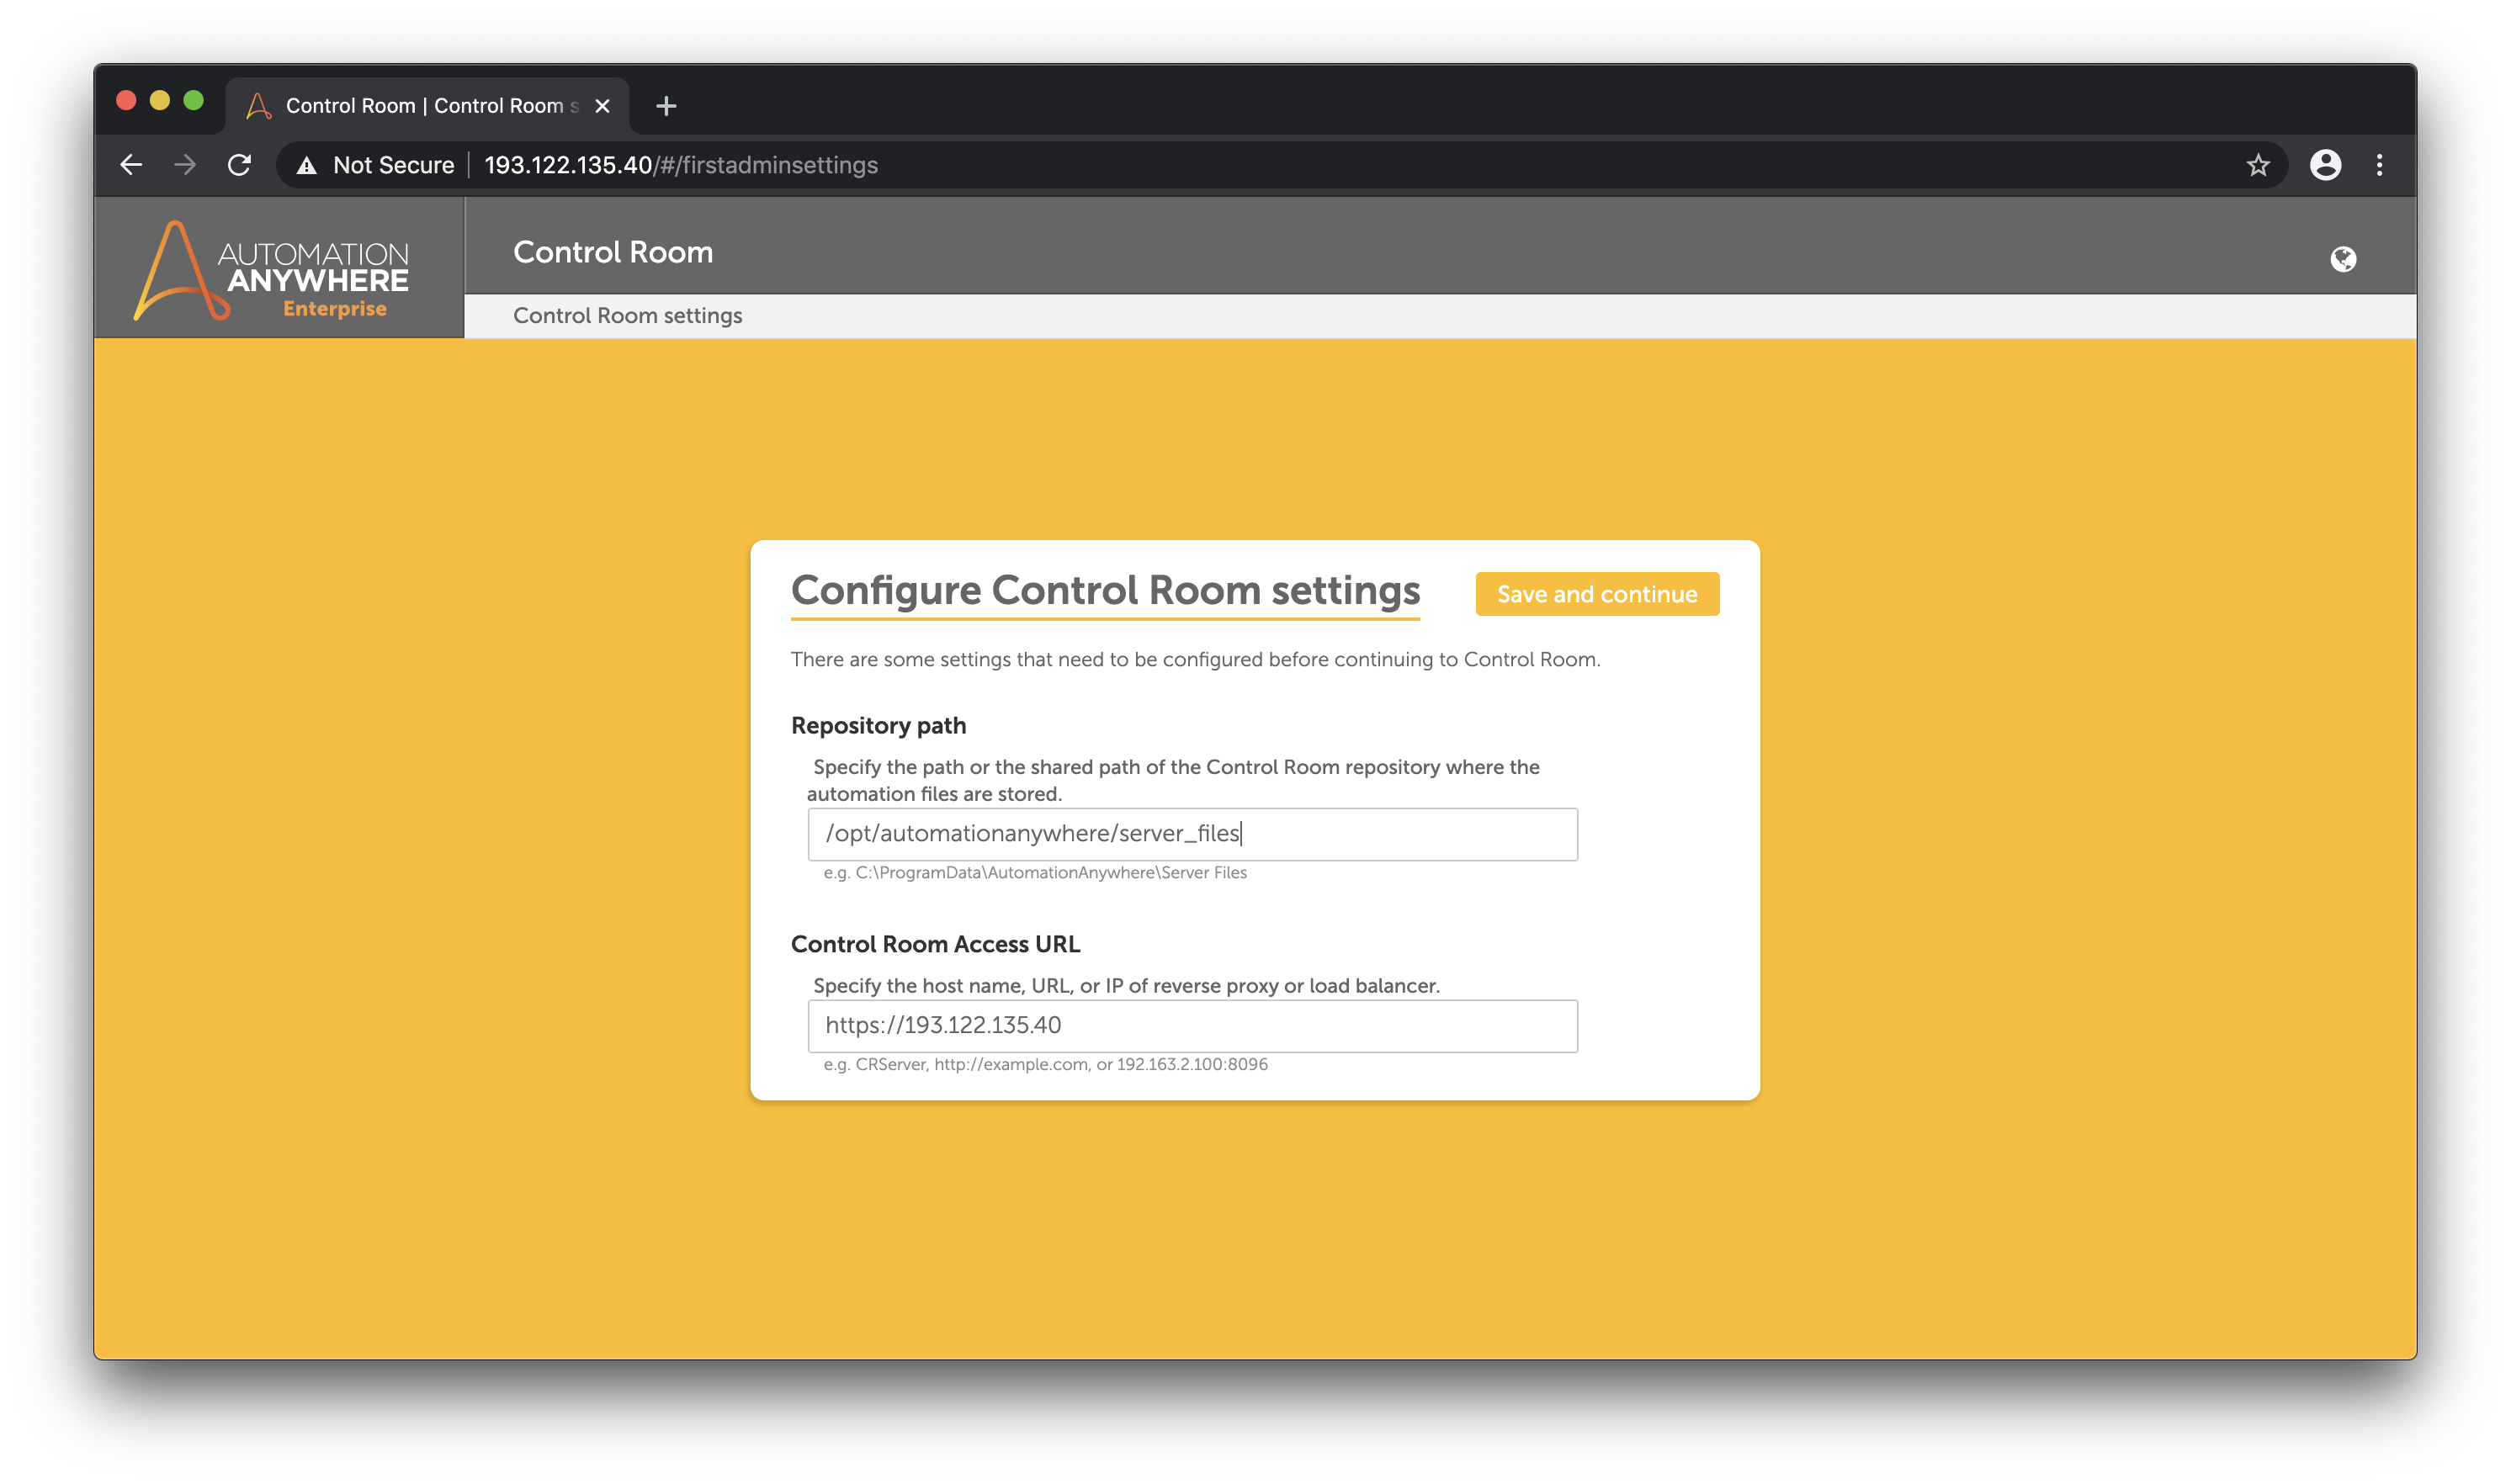 Control Room | Control Room s
Not Secure | 193.122.135.40/#/firstadminsettings
AUTOMATION
ANYWHERE
Enterprise
Control Room
Control Room settings
Configure Control Room settings
Save and continue
There are some settings that need to be configured before continuing to Control Room.
Repository path
Specify the path or the shared path of the Control Room repository where the
automation files are stored.
/opt/automationanywhere/server_files
e.g. C:\ProgramData\AutomationAnywhere\Server Files
Control Room Access URL
Specify the host name, URL, or IP of reverse proxy or load balancer.
https://193.122.135.40
e.g. CRServer, http://example.com, or 192.163.2.100:8096